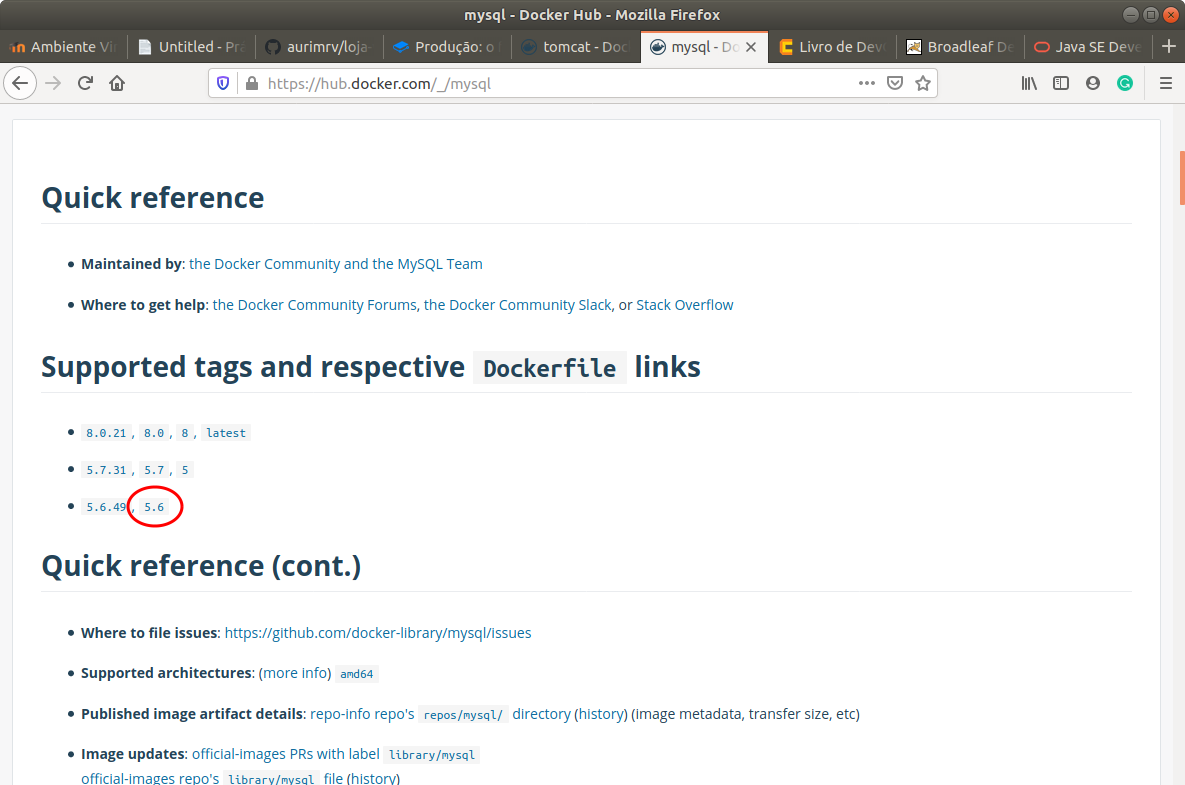 mysql - Docker Hub - Mozilla Firefox
Ambiente Vi
Untitled - Prá
aurimrv/loja-
Produção: o
tomcat - Doc
mysql - Do
Livro de Devo
Broadleaf De
Java SE Deve
https://hub.docker.com/_/mysql
Quick reference
Maintained by: the Docker Community and the MySQL Team
Where to get help: the Docker Community Forums, the Docker Community Slack, or Stack Overflow
Supported tags and respective Dockerfile links
8.0.21, 8.0, 8, latest
5.7.31, 5.7, 5
5.6.49, 5.6
Quick reference (cont.)
Where to file issues: https://github.com/docker-library/mysql/issues
Supported architectures: (more info) amd64
Published image artifact details: repo-info repo's repos/mysql/ directory (history) (image metadata, transfer size, etc)
Image updates: official-images PRs with label library/mysql
official-images repo's library/mysql file (history)